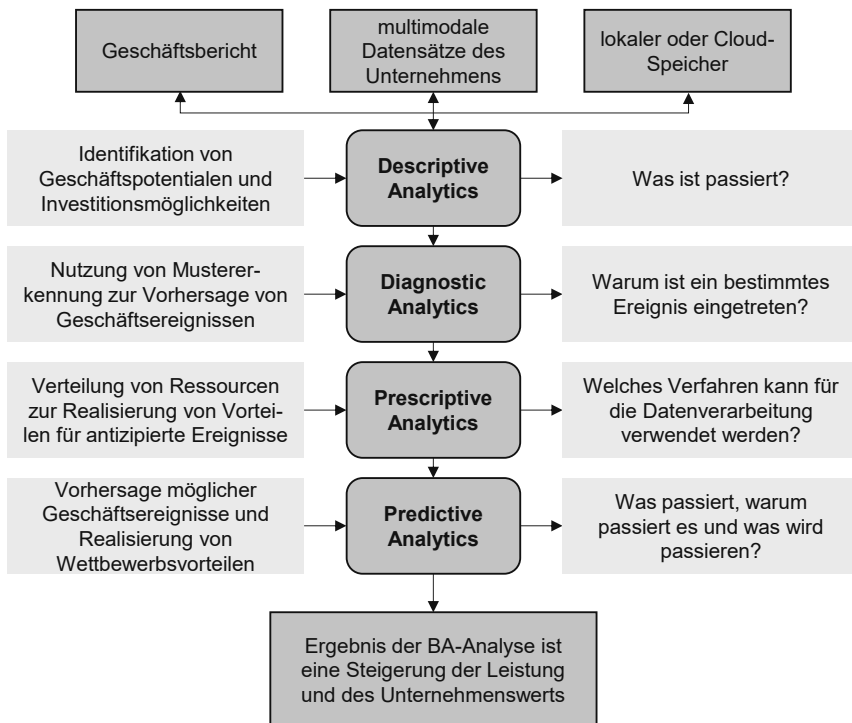 Geschäftsbericht
multimodale
Datensätze des
Unternehmens
lokaler oder Cloud-
Speicher
Identifikation von
Geschäftspotentialen und
Investitionsmöglichkeiten
Descriptive
Analytics
Was ist passiert?
Nutzung von Musterer-
kennung zur Vorhersage von
Geschäftsereignissen
Diagnostic
Analytics
Warum ist ein bestimmtes
Ereignis eingetreten?
Verteilung von Ressourcen
zur Realisierung von Vortei-
len für antizipierte Ereignisse
Prescriptive
Analytics
Welches Verfahren kann für
die Datenverarbeitung
verwendet werden?
Vorhersage möglicher
Geschäftsereignisse und
Realisierung von
Wettbewerbsvorteilen
Predictive
Analytics
Was passiert, warum
passiert es und was wird
passieren?
Ergebnis der BA-Analyse ist
eine Steigerung der Leistung
und des Unternehmenswerts